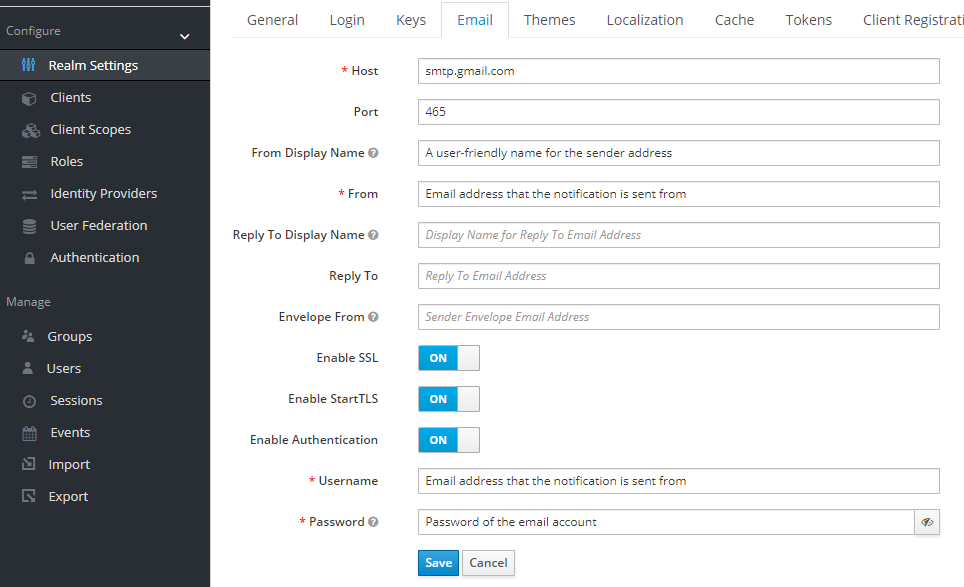 Configure
Realm Settings
Clients
Client Scopes
Roles
Identity Providers
User Federation
Authentication
Manage
Groups
Users
Sessions
Events
Import
Export
General Login Keys Email Themes Localization Cache Tokens Client Registrati
* Host smtp.gmail.com
Port 465
From Display Name A user-friendly name for the sender address
* From Email address that the notification is sent from
Reply To Display Name Display Name for Reply To Email Address
Reply To Reply To Email Address
Envelope From Sender Envelope Email Address
Enable SSL ON
Enable StartTLS ON
Enable Authentication ON
* Username Email address that the notification is sent from
* Password Password of the email account
Save Cancel